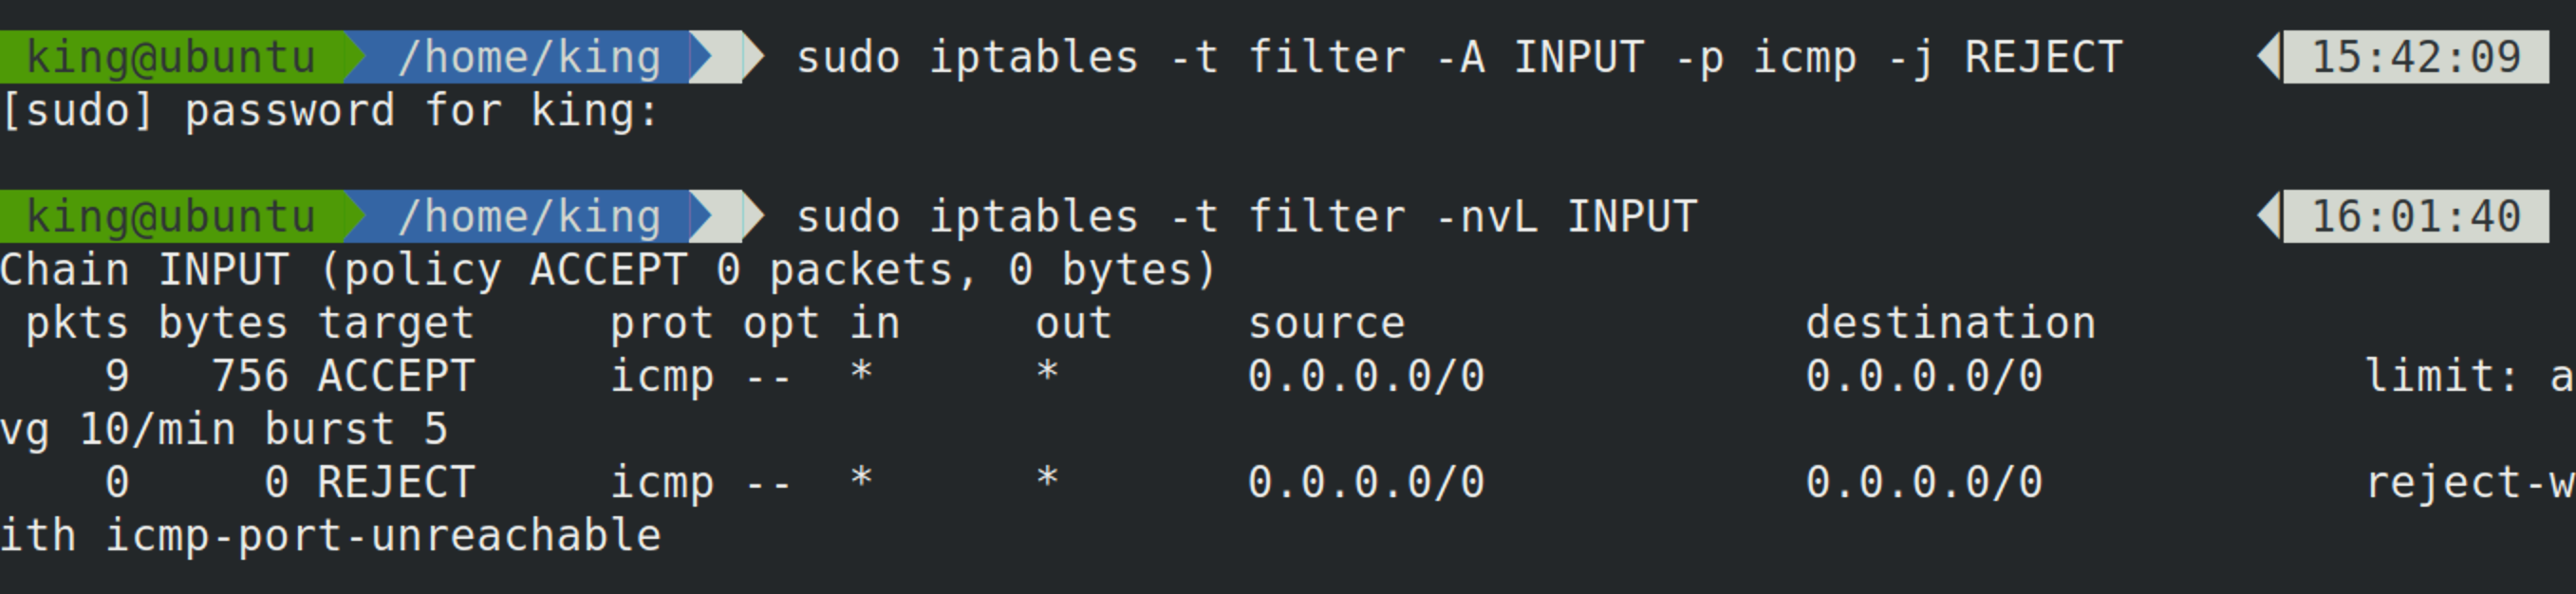 king@ubuntu /home/king sudo iptables -t filter -A INPUT -p icmp -j REJECT 15:42:09
[sudo] password for king:
king@ubuntu /home/king sudo iptables -t filter -nvL INPUT 16:01:40
Chain INPUT (policy ACCEPT 0 packets, 0 bytes)
 pkts bytes target     prot opt in     out     source               destination
    9   756 ACCEPT     icmp --  *      *       0.0.0.0/0            0.0.0.0/0            limit: a
vg 10/min burst 5
    0     0 REJECT     icmp --  *      *       0.0.0.0/0            0.0.0.0/0            reject-w
ith icmp-port-unreachable